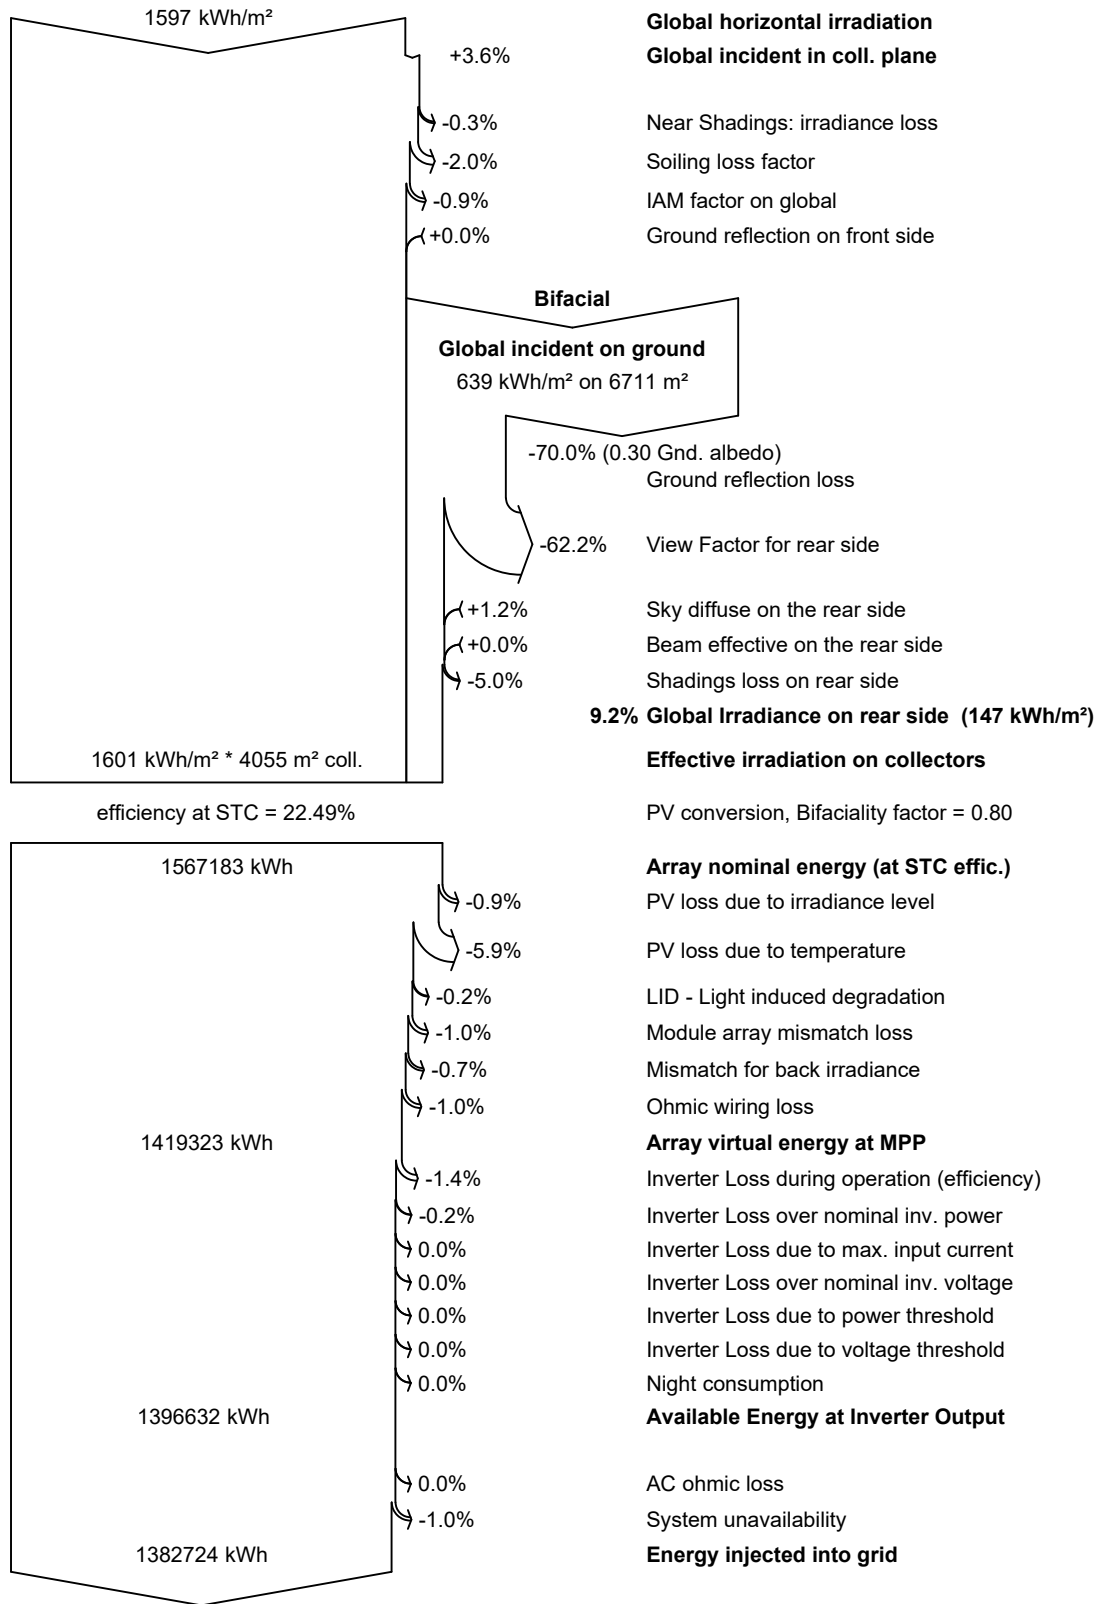 1597 kWh/m² Global horizontal irradiation
+3.6% Global incident in coll. plane
-0.3% Near Shadings: irradiance loss
-2.0% Soiling loss factor
-0.9% IAM factor on global
+0.0% Ground reflection on front side
Bifacial
Global incident on ground
639 kWh/m² on 6711 m²
-70.0% (0.30 Gnd. albedo)
Ground reflection loss
-62.2% View Factor for rear side
+1.2% Sky diffuse on the rear side
+0.0% Beam effective on the rear side
-5.0% Shadings loss on rear side
9.2% Global Irradiance on rear side (147 kWh/m²)
1601 kWh/m² * 4055 m² coll. Effective irradiation on collectors
efficiency at STC = 22.49% PV conversion, Bifaciality factor = 0.80
1567183 kWh Array nominal energy (at STC effic.)
-0.9% PV loss due to irradiance level
-5.9% PV loss due to temperature
-0.2% LID - Light induced degradation
-1.0% Module array mismatch loss
-0.7% Mismatch for back irradiance
-1.0% Ohmic wiring loss
1419323 kWh Array virtual energy at MPP
-1.4% Inverter Loss during operation (efficiency)
-0.2% Inverter Loss over nominal inv. power
0.0% Inverter Loss due to max. input current
0.0% Inverter Loss over nominal inv. voltage
0.0% Inverter Loss due to power threshold
0.0% Inverter Loss due to voltage threshold
0.0% Night consumption
1396632 kWh Available Energy at Inverter Output
0.0% AC ohmic loss
-1.0% System unavailability
1382724 kWh Energy injected into grid